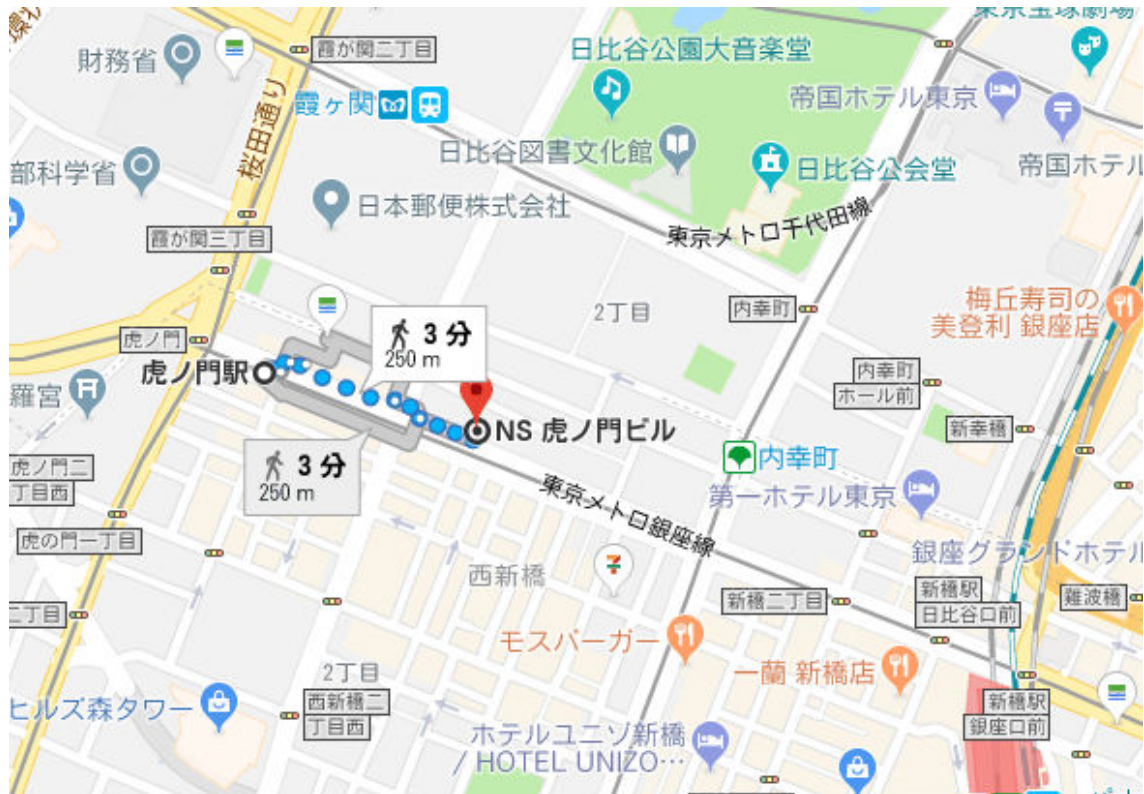 東京宝塚劇場
霞が関二丁目
財務省
日比谷公園大音楽堂
霞ヶ関
帝国ホテル東京
桜田通り
日比谷図書文化館
日比谷公会堂
帝国ホテル
部科学省
日本郵便株式会社
東京メトロ千代田線
霞が関三丁目
梅丘寿司の
美登利 銀座店
2丁目
内幸町
虎ノ門
3 分
250 m
虎ノ門駅
内幸町
ホール前
羅宮
NS 虎ノ門ビル
新幸橋
3 分
250 m
内幸町
虎ノ門二
丁目西
東京メトロ銀座線
第一ホテル東京
虎の門一丁目
銀座グランドホテル
西新橋
新橋駅
日比谷口前
難波橋
二丁目
新橋二丁目
モスバーガー
一蘭 新橋店
2丁目
ヒルズ森タワー
西新橋二
丁目西
新橋駅
銀座口前
ホテルユニゾ新橋
/ HOTEL UNIZO…